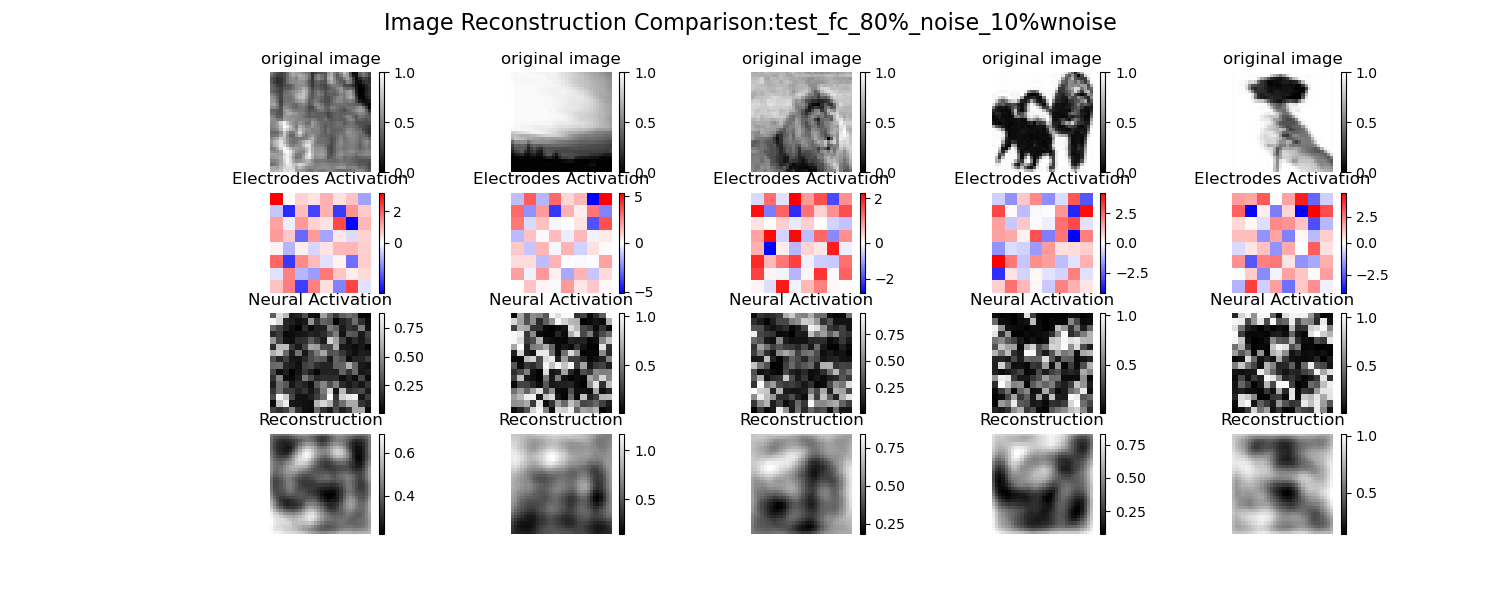 Image Reconstruction Comparison:test_fc_80%_noise_10%wnoise
original image original image original image original image original image
1.0 1.0 1.0 1.0 1.0
0.5 0.5 0.5 0.5 0.5
0.0 0.0 0.0 0.0 0.0
Electrodes Activation Electrodes Activation Electrodes Activation Electrodes Activation Electrodes Activation
2 5 2 2.5 2.5
0 0 0 0.0 0.0
−5 −2 −2.5 −2.5
Neural Activation Neural Activation Neural Activation Neural Activation Neural Activation
0.75 1.0 0.75 1.0 1.0
0.50 0.5 0.50 0.5 0.5
0.25 0.25
Reconstruction Reconstruction Reconstruction Reconstruction Reconstruction
0.6 1.0 0.75 0.75 1.0
0.4 0.5 0.50 0.50 0.5
0.25 0.25